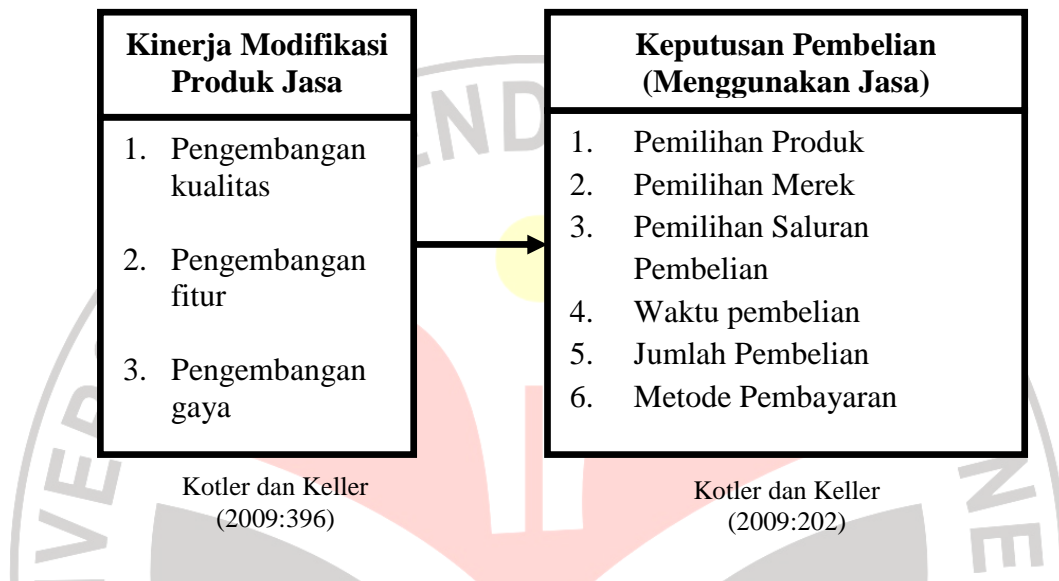 Kinerja Modifikasi
Produk Jasa
1. Pengembangan
kualitas
2. Pengembangan
fitur
3. Pengembangan
gaya
Kotler dan Keller
(2009:396)
Keputusan Pembelian
(Menggunakan Jasa)
1. Pemilihan Produk
2. Pemilihan Merek
3. Pemilihan Saluran
Pembelian
4. Waktu pembelian
5. Jumlah Pembelian
6. Metode Pembayaran
Kotler dan Keller
(2009:202)